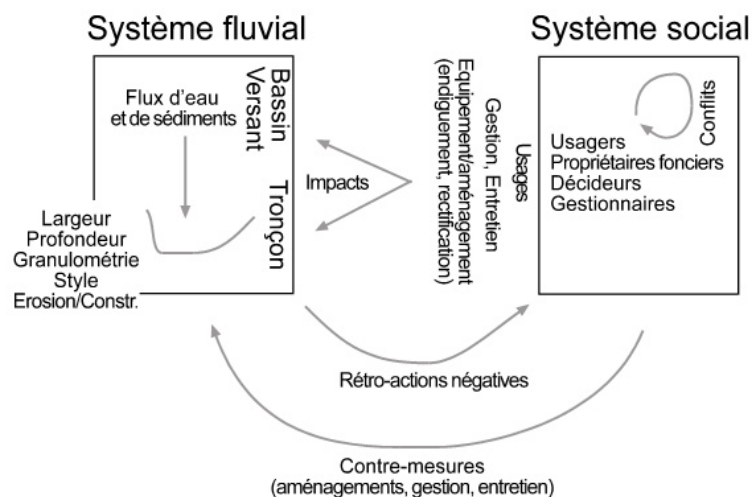 Système fluvial
Système social
Flux d'eau
et de sédiments
Bassin
Versant
Tronçon
Largeur
Profondeur
Granulométrie
Style
Erosion/Constr.
Impacts
Usages
Gestion, Entretien
Equipement/aménagement
(endiguement, rectification)
Conflits
Usagers
Propriétaires fonciers
Décideurs
Gestionnaires
Rétro-actions négatives
Contre-mesures
(aménagements, gestion, entretien)